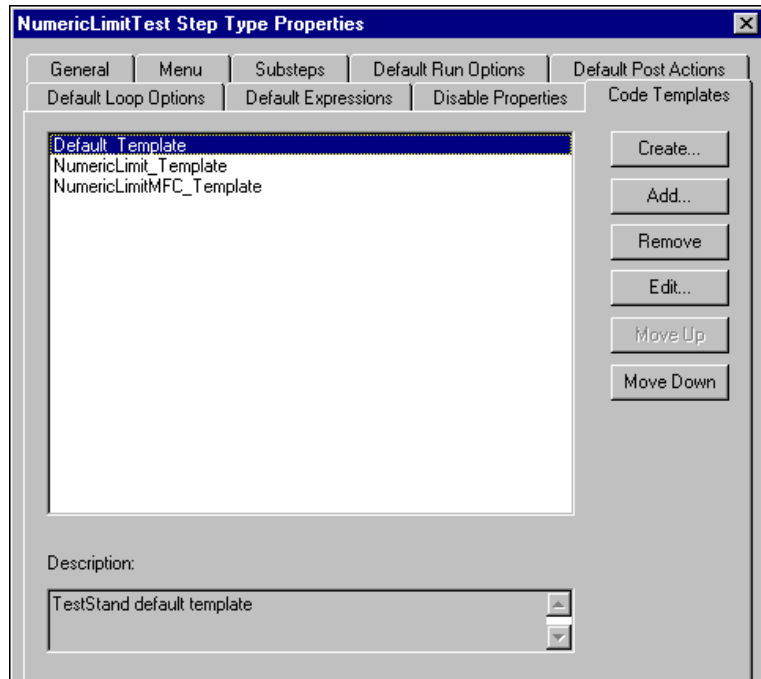 NumericLimitTest Step Type Properties
General Menu Substeps Default Run Options Default Post Actions
Default Loop Options Default Expressions Disable Properties Code Templates
Default_Template
NumericLimit_Template
NumericLimitMFC_Template
Create...
Add...
Remove
Edit...
Move Up
Move Down
Description:
TestStand default template